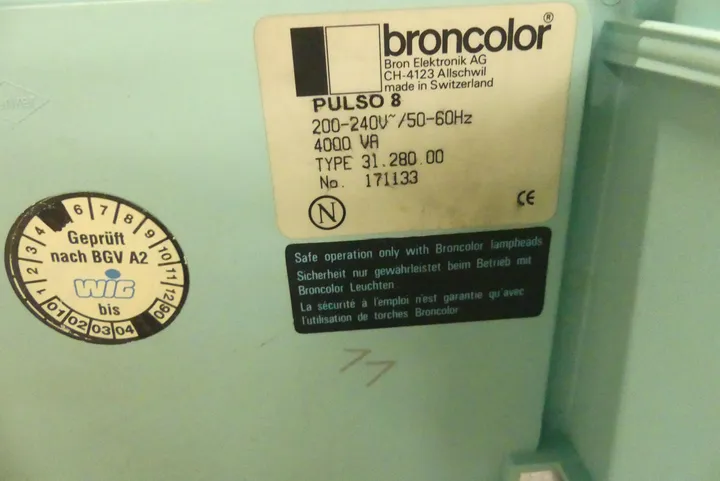 broncolor®
Bron Elektronik AG
CH-4123 Allschwil
made in Switzerland
PULSO 8
200-240V~/50-60Hz
4000 VA
TYPE 31.280.00
No. 171133
N
CE
Safe operation only with Broncolor lampheads
Sicherheit nur gewährleistet beim Betrieb mit
Broncolor Leuchten
La sécurité à l'emploi n'est garantie qu'avec
l'utilisation de torches Broncolor
1 2 3 4 6 7 8 9 10 11 12
Geprüft
nach BGV A2
WIG
bis
01 02 03 04 90
77